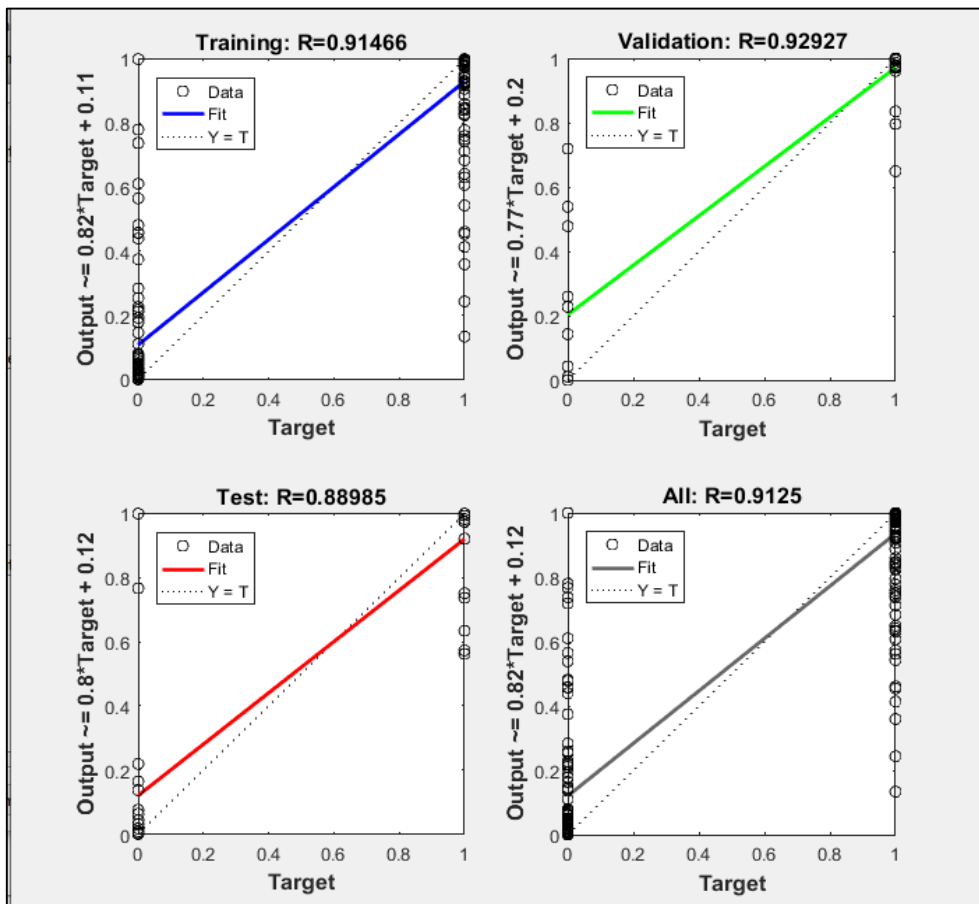 Training: R=0.91466
Output ~= 0.82*Target + 0.11
1
0.8
0.6
0.4
0.2
0
Data
Fit
Y = T
0 0.2 0.4 0.6 0.8 1
Target
Validation: R=0.92927
Output ~= 0.77*Target + 0.2
1
0.8
0.6
0.4
0.2
0
Data
Fit
Y = T
0 0.2 0.4 0.6 0.8 1
Target
Test: R=0.88985
Output ~= 0.8*Target + 0.12
1
0.8
0.6
0.4
0.2
0
Data
Fit
Y = T
0 0.2 0.4 0.6 0.8 1
Target
All: R=0.9125
Output ~= 0.82*Target + 0.12
1
0.8
0.6
0.4
0.2
0
Data
Fit
Y = T
0 0.2 0.4 0.6 0.8 1
Target